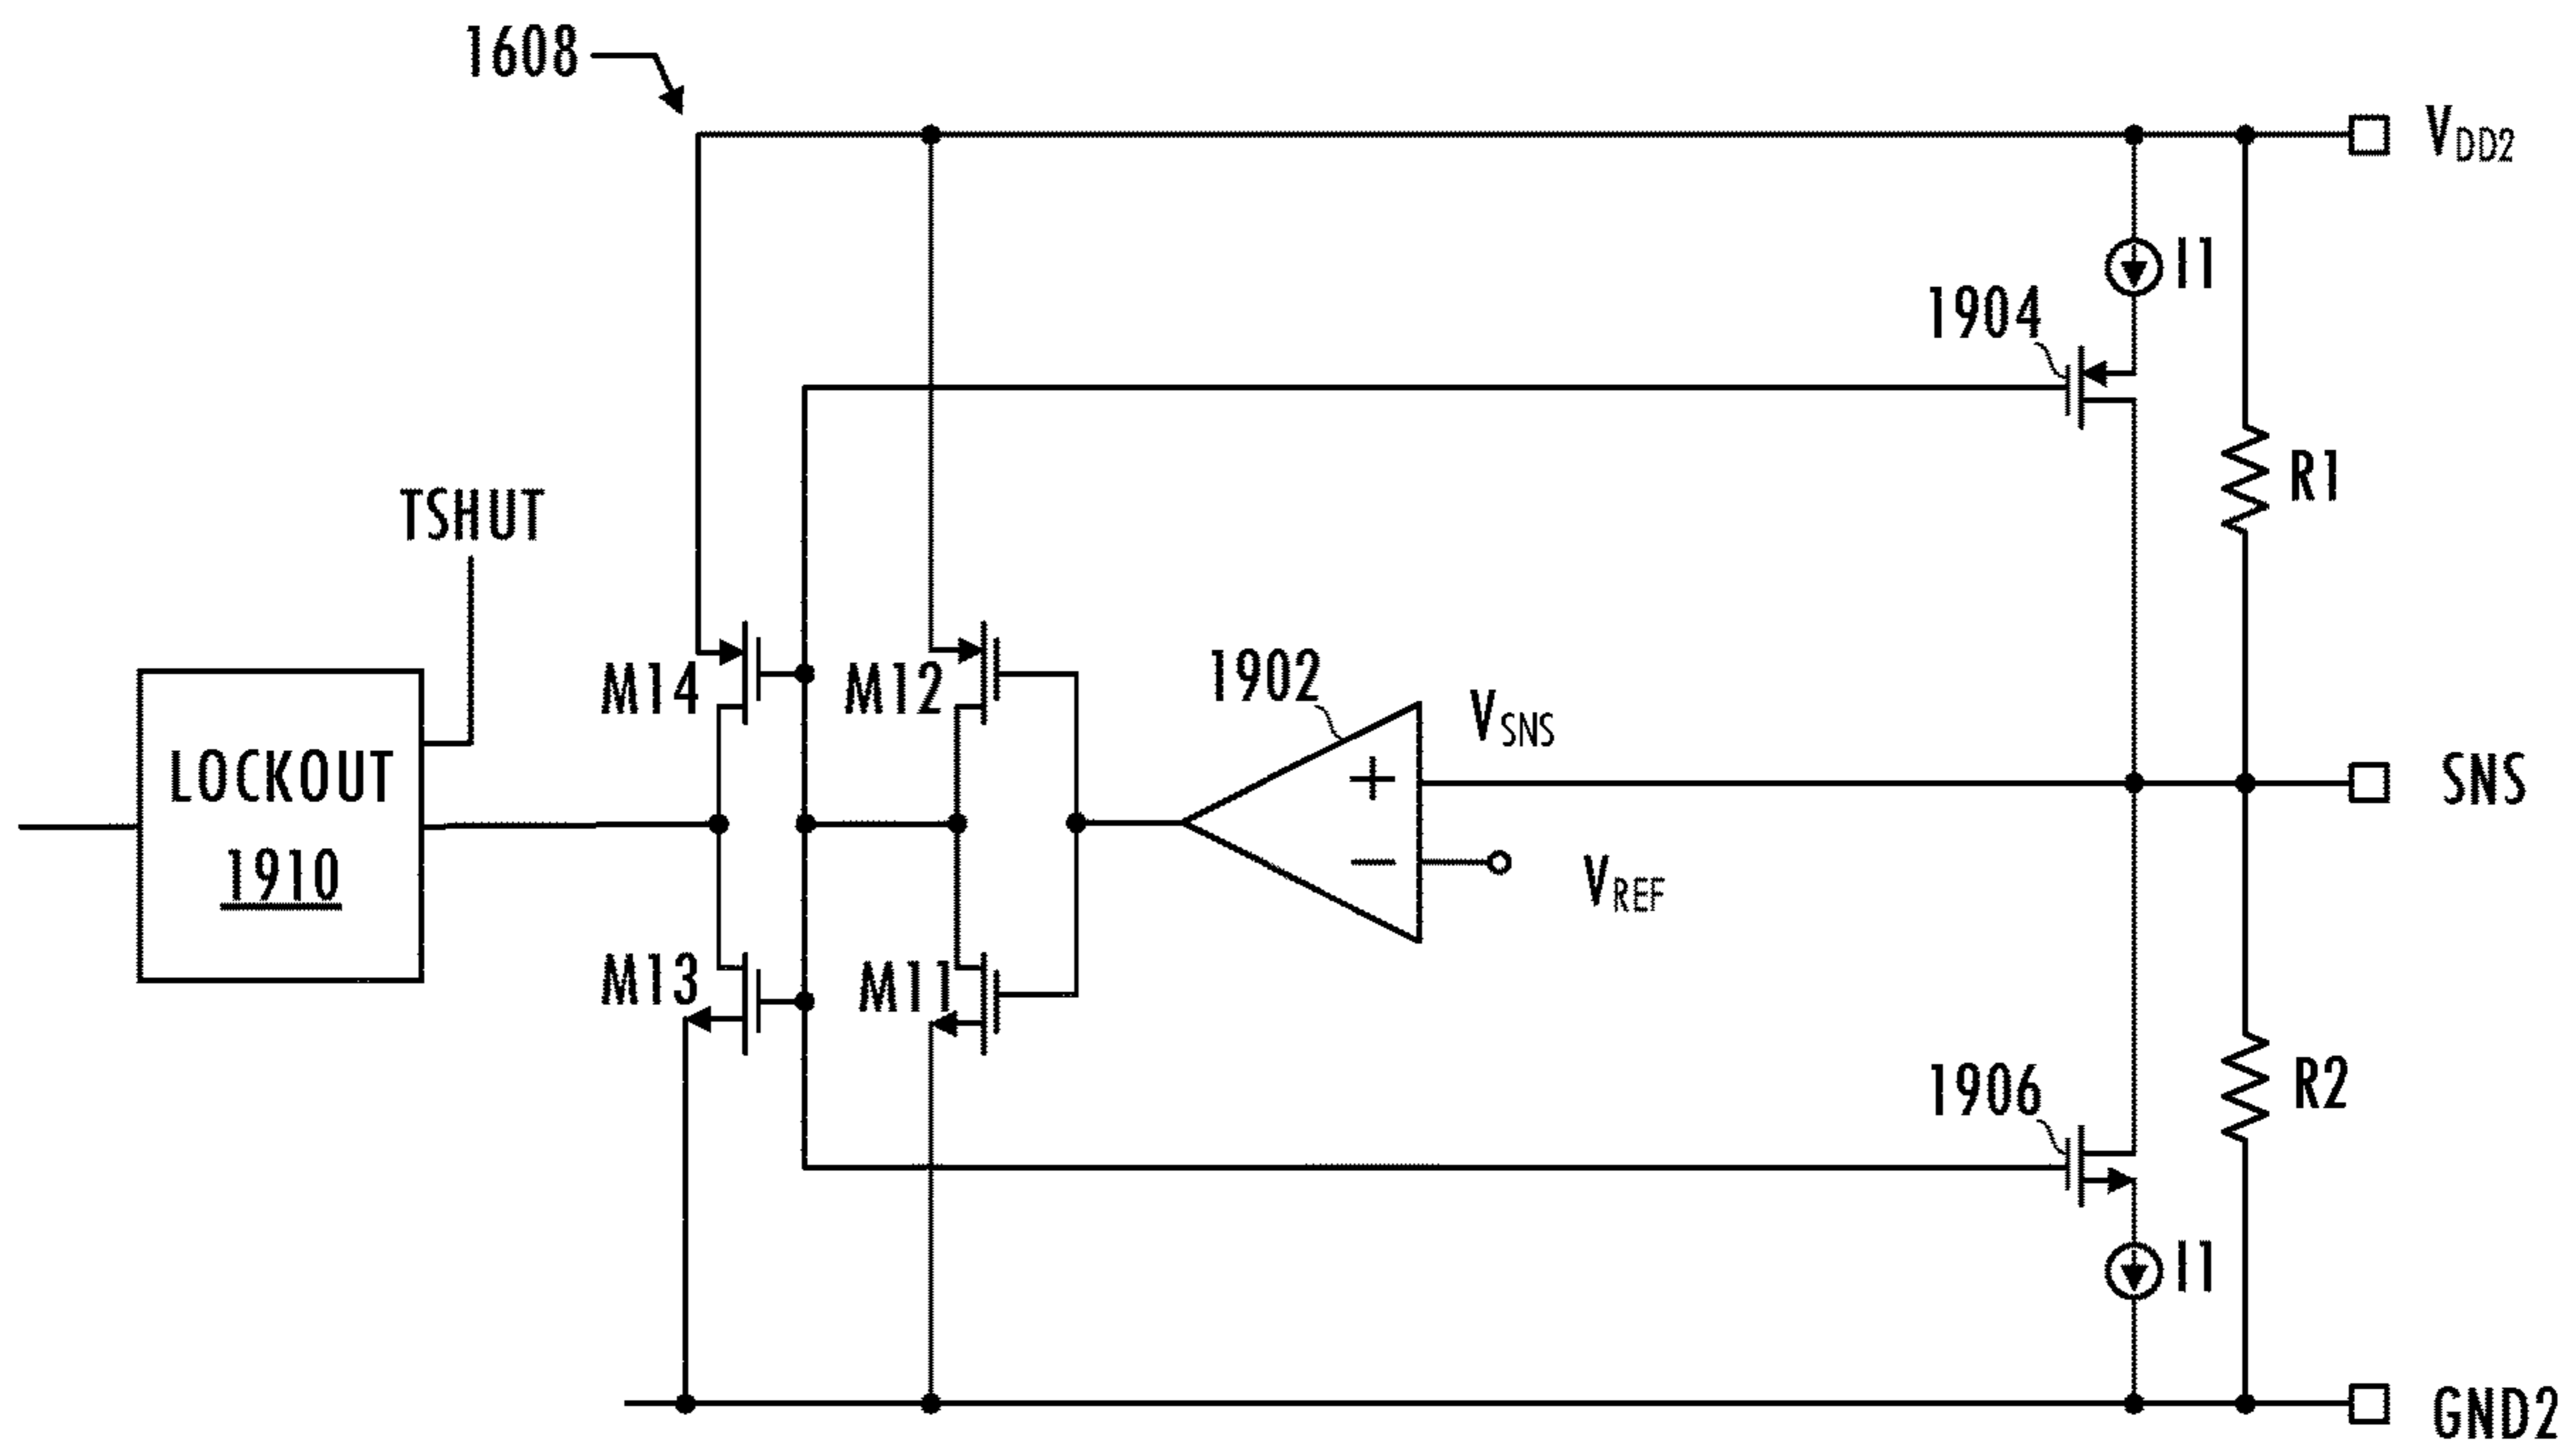 1608
VDD2
I1
1904
R1
TSHUT
M14
M12
1902
VSNS
+
SNS
LOCKOUT
1910
−
VREF
M13
M11
1906
R2
I1
GND2